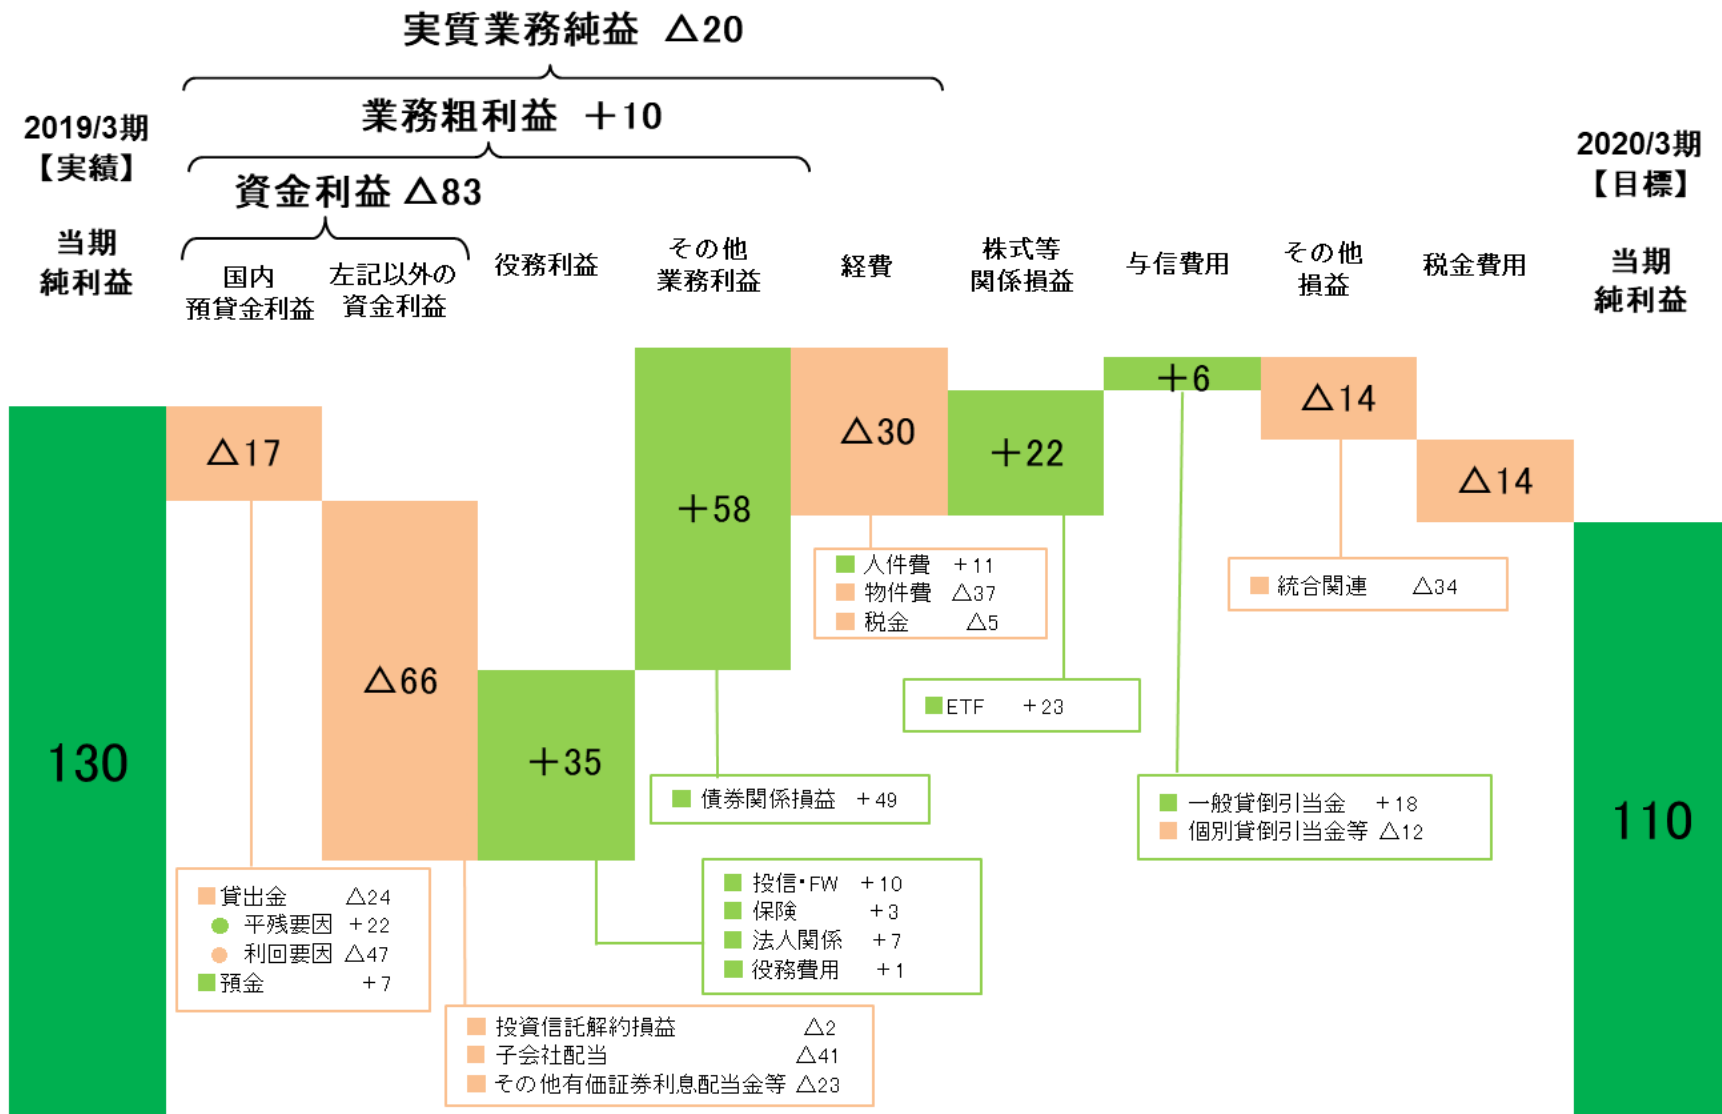 実質業務純益 △20
業務粗利益 +10
資金利益 △83
2019/3期
【実績】
当期
純利益
国内
預貸金利益
左記以外の
資金利益
役務利益
その他
業務利益
経費
株式等
関係損益
与信費用
その他
損益
税金費用
2020/3期
【目標】
当期
純利益
130
△17
△66
+35
+58
△30
+22
+6
△14
△14
110
貸出金 △24
平残要因 +22
利回要因 △47
預金 +7
投資信託解約損益 △2
子会社配当 △41
その他有価証券利息配当金等 △23
投信・FW +10
保険 +3
法人関係 +7
役務費用 +1
債券関係損益 +49
人件費 +11
物件費 △37
税金 △5
ETF +23
一般貸倒引当金 +18
個別貸倒引当金等 △12
統合関連 △34